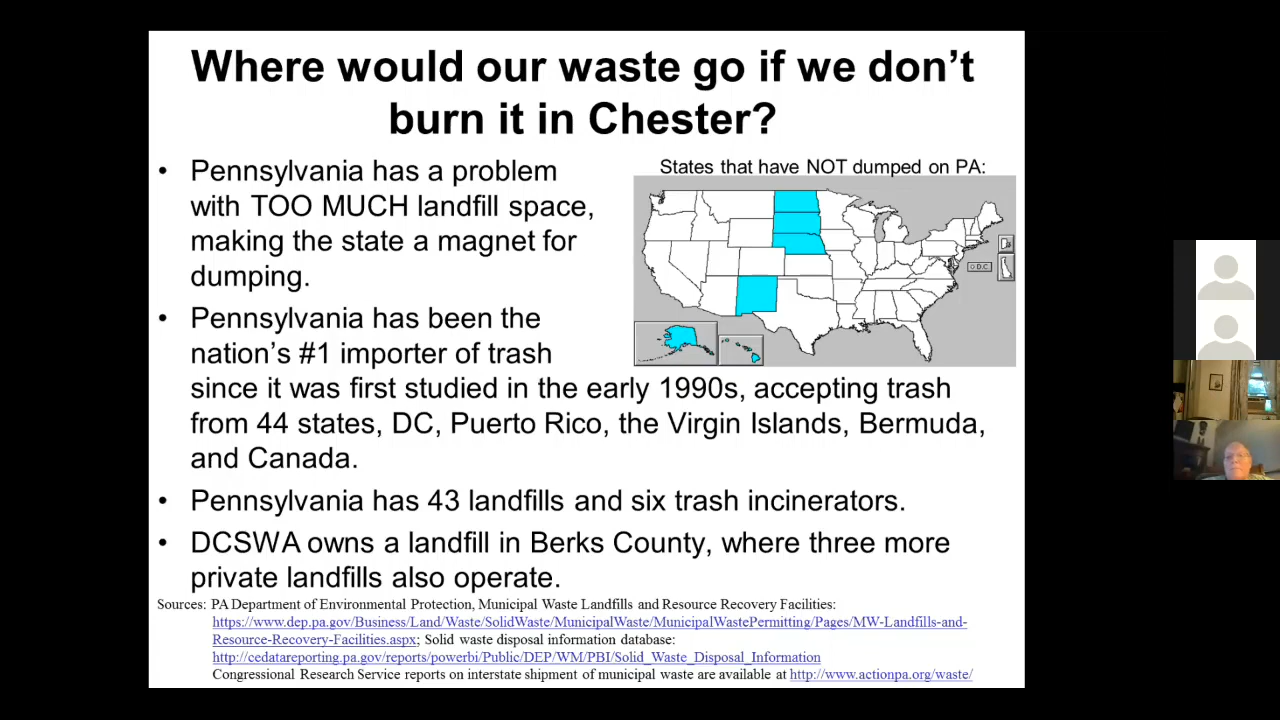 Where would our waste go if we don't
burn it in Chester?
• Pennsylvania has a problem
with TOO MUCH landfill space,
making the state a magnet for
dumping.
States that have NOT dumped on PA:
D.C.
• Pennsylvania has been the
nation's #1 importer of trash
since it was first studied in the early 1990s, accepting trash
from 44 states, DC, Puerto Rico, the Virgin Islands, Bermuda,
and Canada.
• Pennsylvania has 43 landfills and six trash incinerators.
• DCSWA owns a landfill in Berks County, where three more
private landfills also operate.
Sources: PA Department of Environmental Protection, Municipal Waste Landfills and Resource Recovery Facilities:
https://www.dep.pa.gov/Business/Land/Waste/SolidWaste/MunicipalWaste/MunicipalWastePermitting/Pages/MW-Landfills-and-
Resource-Recovery-Facilities.aspx; Solid waste disposal information database:
http://cedatareporting.pa.gov/reports/powerbi/Public/DEP/WM/PBI/Solid_Waste_Disposal_Information
Congressional Research Service reports on interstate shipment of municipal waste are available at http://www.actionpa.org/waste/